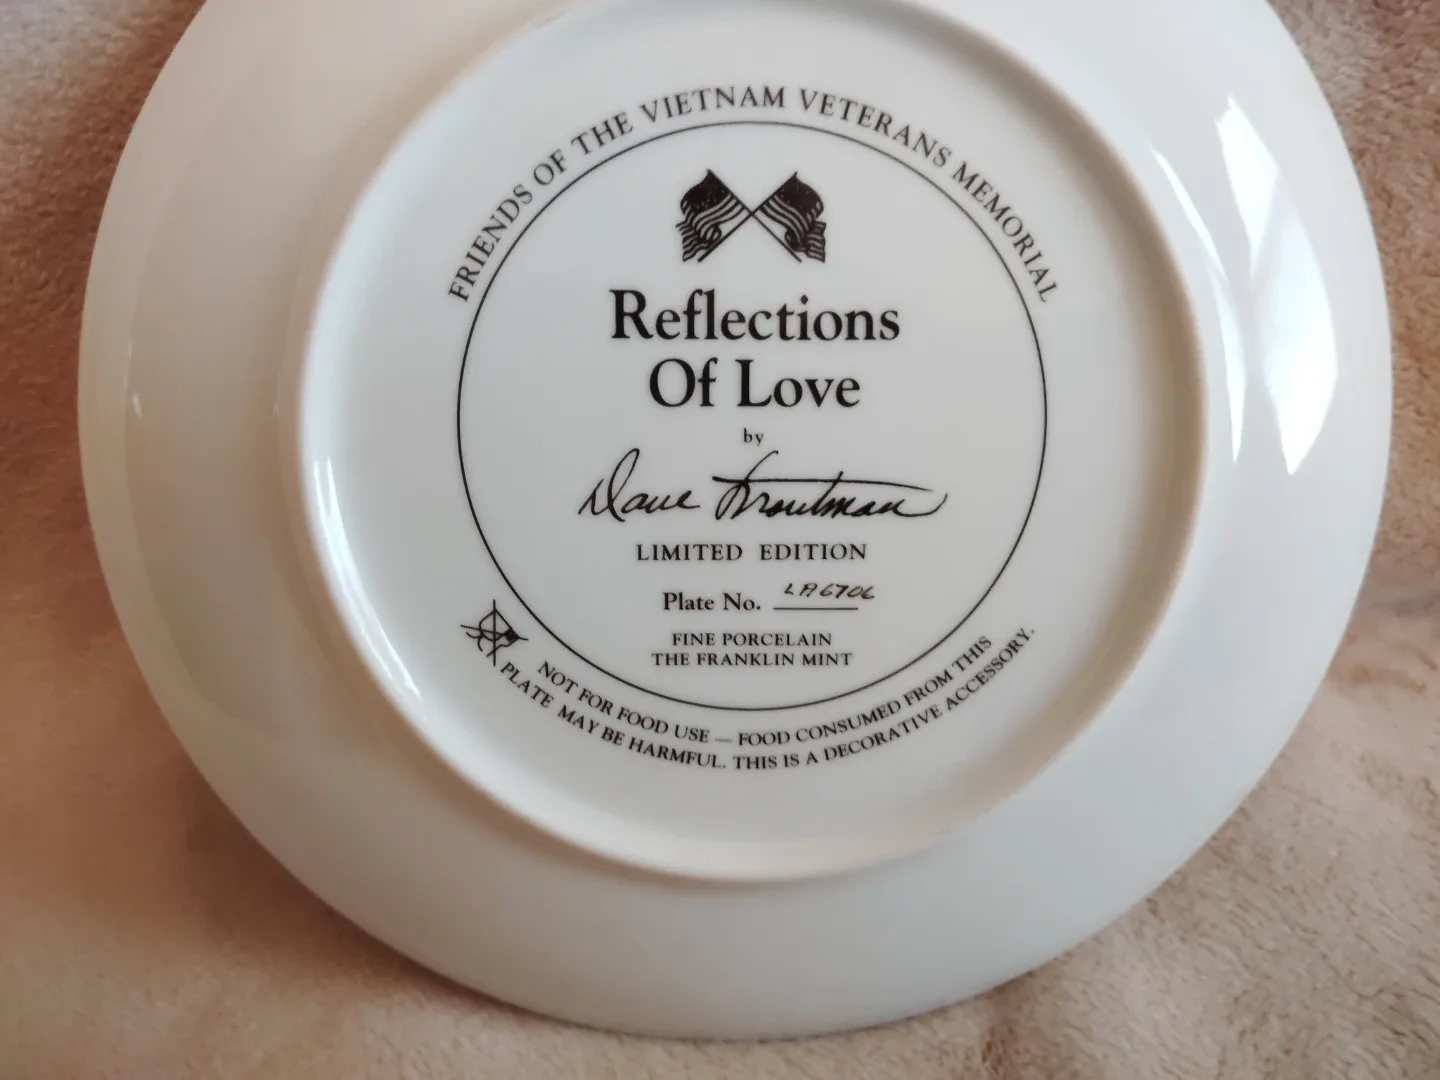 FRIENDS OF THE VIETNAM VETERANS MEMORIAL
Reflections
Of Love
by
Dave Troutman
LIMITED EDITION
Plate No. LA6706
FINE PORCELAIN
THE FRANKLIN MINT
NOT FOR FOOD USE — FOOD CONSUMED FROM THIS
PLATE MAY BE HARMFUL. THIS IS A DECORATIVE ACCESSORY.